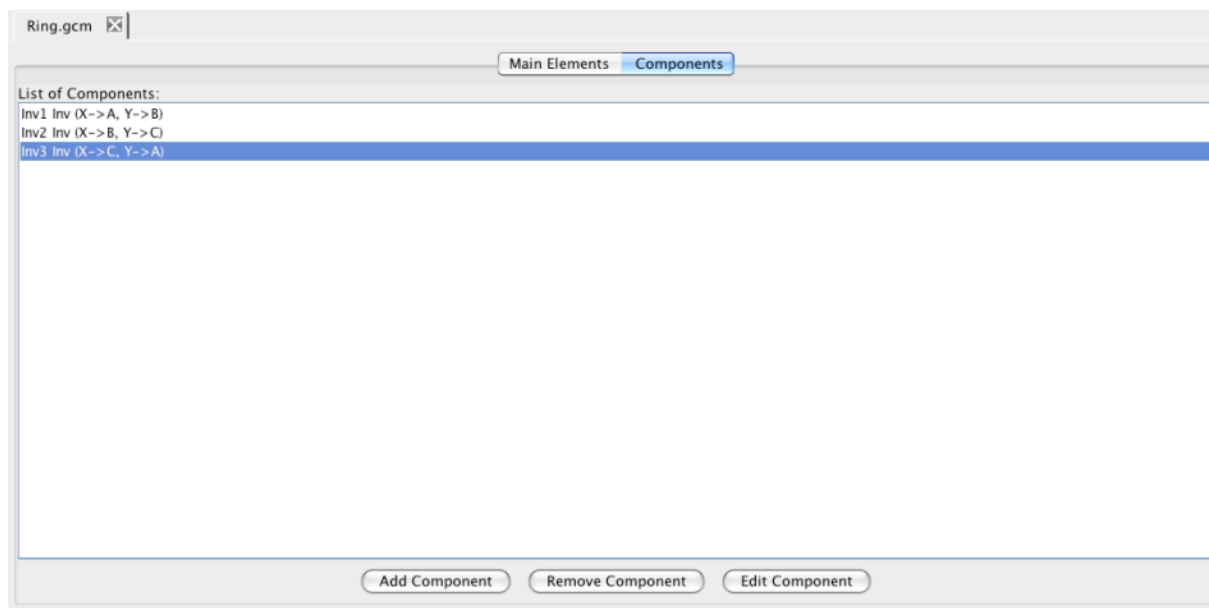 Ring.gcm
Main Elements Components
List of Components:
Inv1 Inv (X->A, Y->B)
Inv2 Inv (X->B, Y->C)
Inv3 Inv (X->C, Y->A)
Add Component Remove Component Edit Component